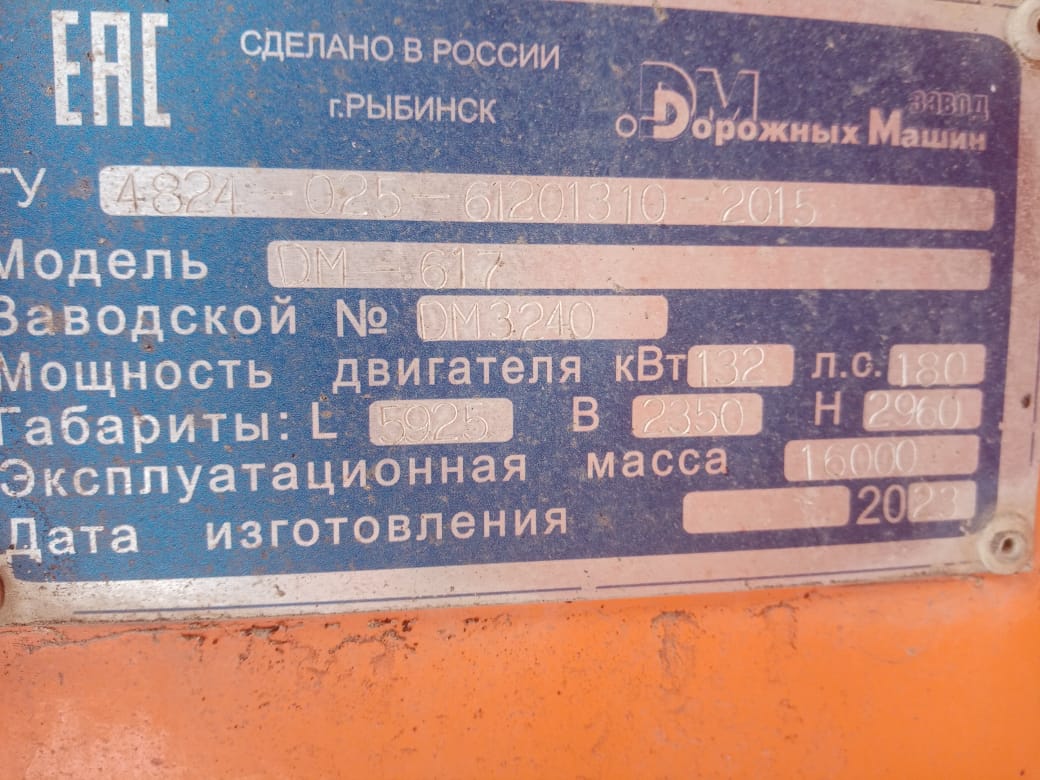 ЕАС
СДЕЛАНО В РОССИИ
г.РЫБИНСК
DM
ЗАВОД
Dорожных Машин
ТУ 4824-025-61201310-2015
Модель DM-617
Заводской № DM3240
Мощность двигателя кВт 132 л.с. 180
Габариты: L 5925 В 2350 Н 2960
Эксплуатационная масса 16000
Дата изготовления 2023